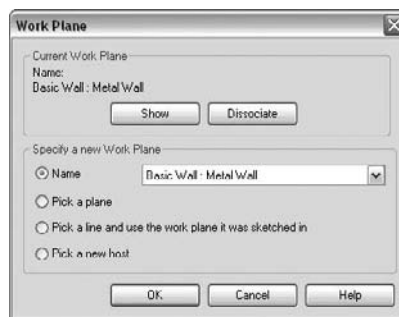 Work Plane
Current Work Plane
Name:
Basic Wall : Metal Wall
Show Dissociate
Specify a new Work Plane
Name Basic Wall : Metal Wall
Pick a plane
Pick a line and use the work plane it was sketched in
Pick a new host
OK Cancel Help